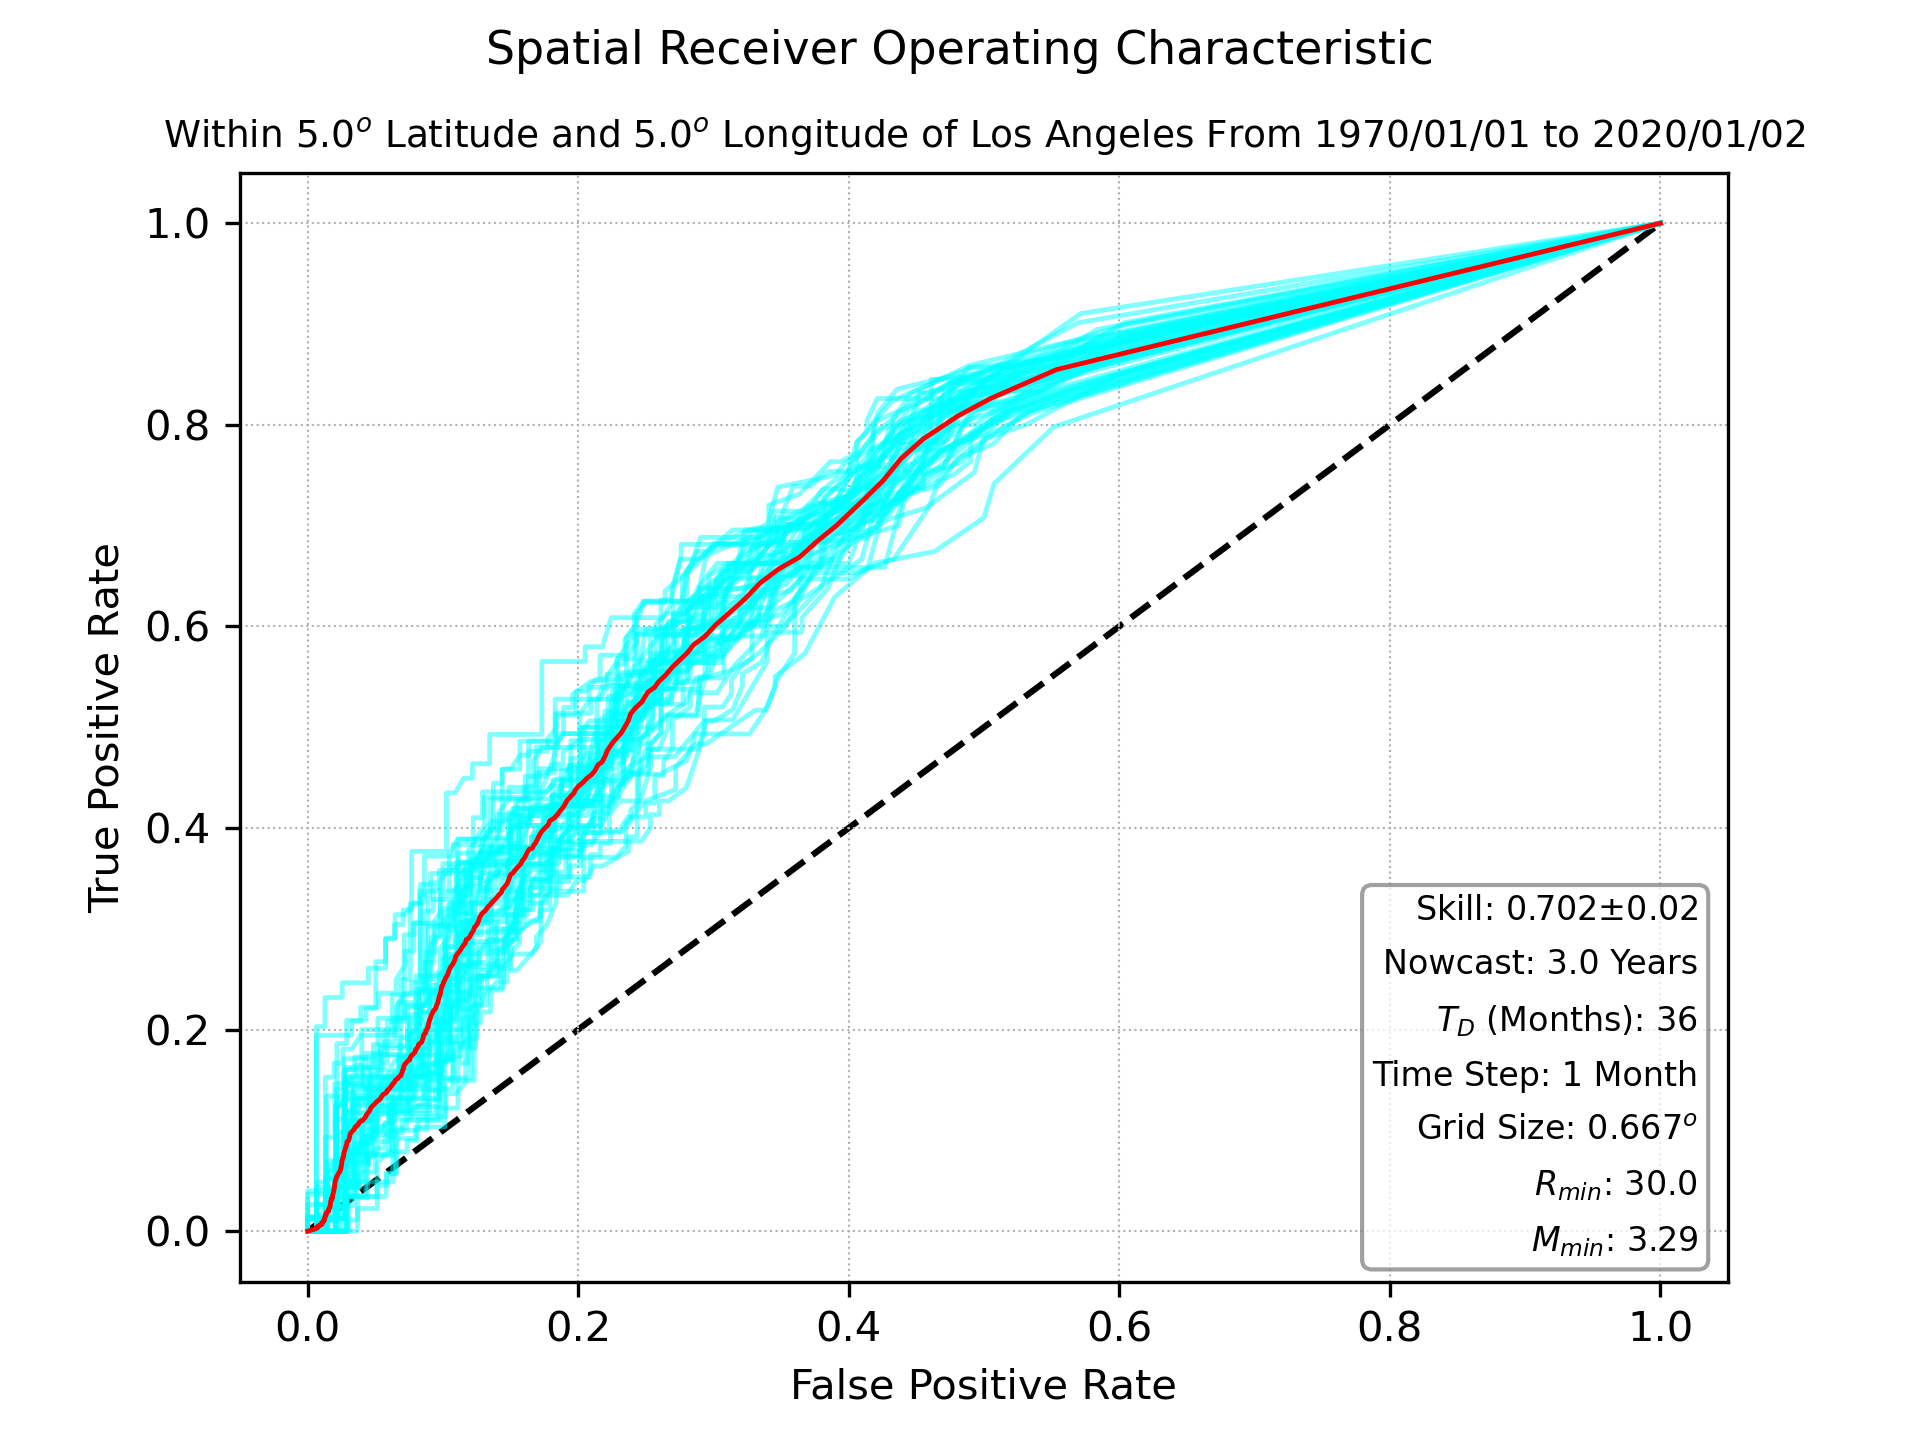 Spatial Receiver Operating Characteristic
Within 5.0° Latitude and 5.0° Longitude of Los Angeles From 1970/01/01 to 2020/01/02
True Positive Rate
1.0
0.8
0.6
0.4
0.2
0.0
Skill: 0.702±0.02
Nowcast: 3.0 Years
T_D (Months): 36
Time Step: 1 Month
Grid Size: 0.667°
R_min: 30.0
M_min: 3.29
0.0 0.2 0.4 0.6 0.8 1.0
False Positive Rate